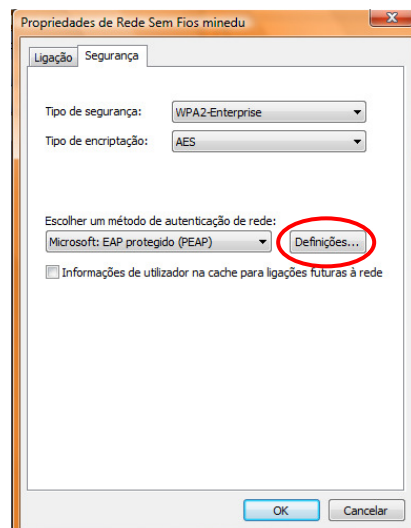 Propriedades de Rede Sem Fios minedu
Ligação Segurança
Tipo de segurança: WPA2-Enterprise
Tipo de encriptação: AES
Escolher um método de autenticação de rede:
Microsoft: EAP protegido (PEAP) Definições...
Informações de utilizador na cache para ligações futuras à rede
OK Cancelar